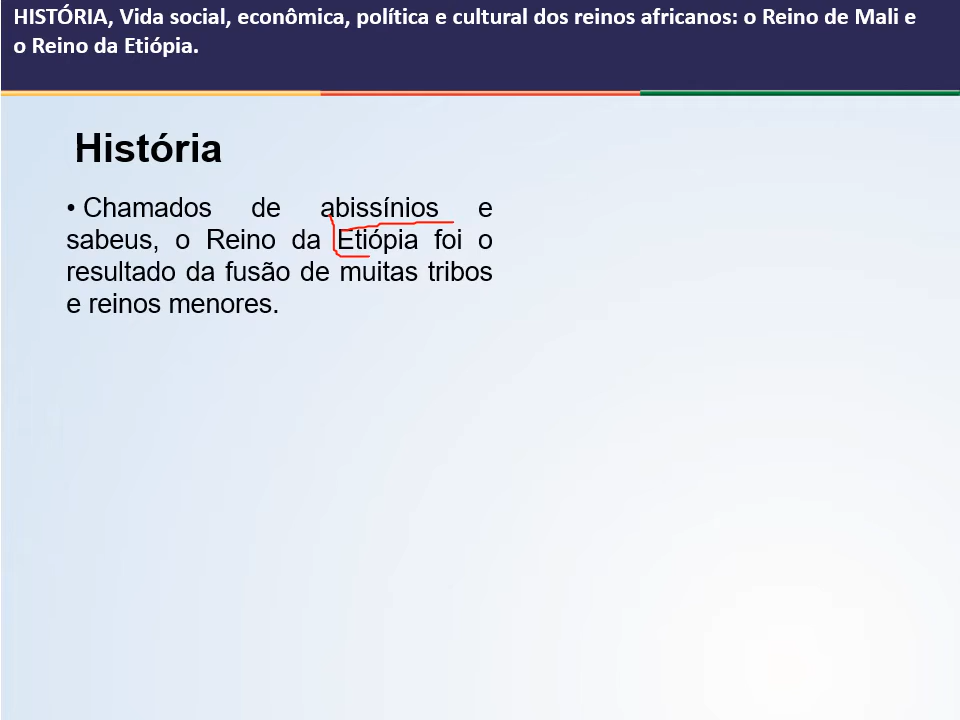 HISTÓRIA, Vida social, econômica, política e cultural dos reinos africanos: o Reino de Mali e
o Reino da Etiópia.
História
• Chamados de abissínios e
sabeus, o Reino da Etiópia foi o
resultado da fusão de muitas tribos
e reinos menores.